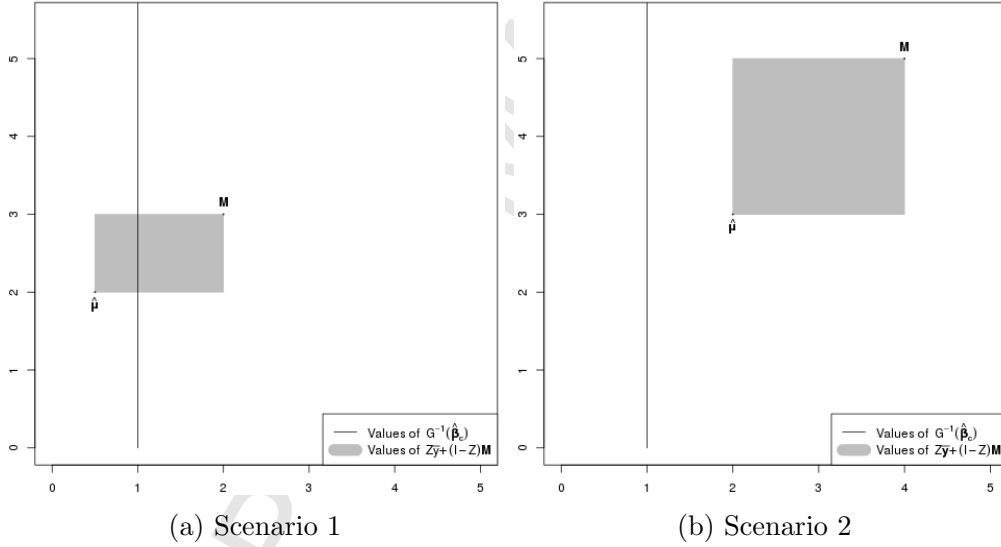 5
4
3
2
1
0
M
μ̂
Values of G⁻¹(β̂c)
Values of Zȳ+(I−Z)M
0 1 2 3 4 5
(a) Scenario 1
5
4
3
2
1
0
M
μ̂
Values of G⁻¹(β̂c)
Values of Zȳ+(I−Z)M
0 1 2 3 4 5
(b) Scenario 2